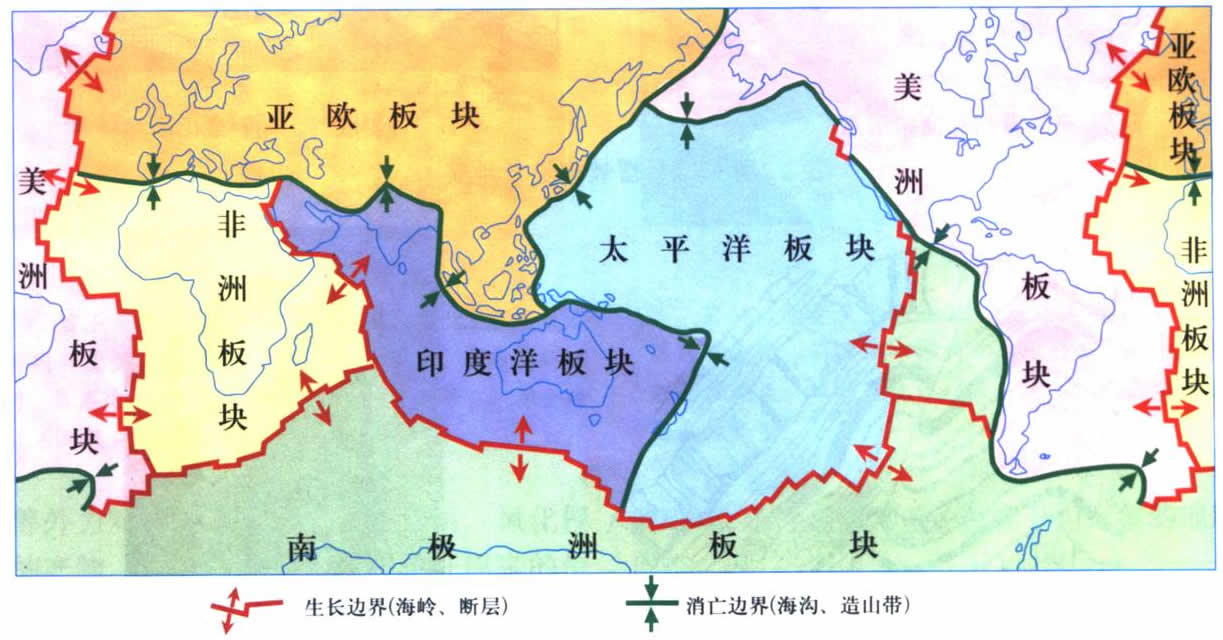 亚欧板块
亚欧板块
美洲板块
美洲板块
非洲板块
非洲板块
太平洋板块
印度洋板块
南极洲板块
生长边界(海岭、断层)
消亡边界(海沟、造山带)